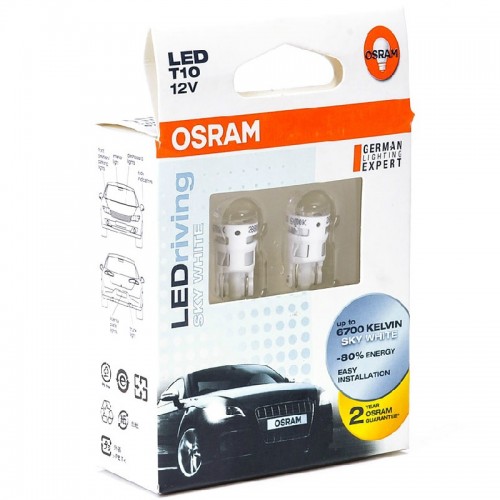 LED
T10
12V
OSRAM
OSRAM
GERMAN
LIGHTING
EXPERT
LEDriving
SKY WHITE
up to
6700 KELVIN
SKY WHITE
-80% ENERGY
EASY
INSTALLATION
2 YEAR
OSRAM
GUARANTEE
OSRAM